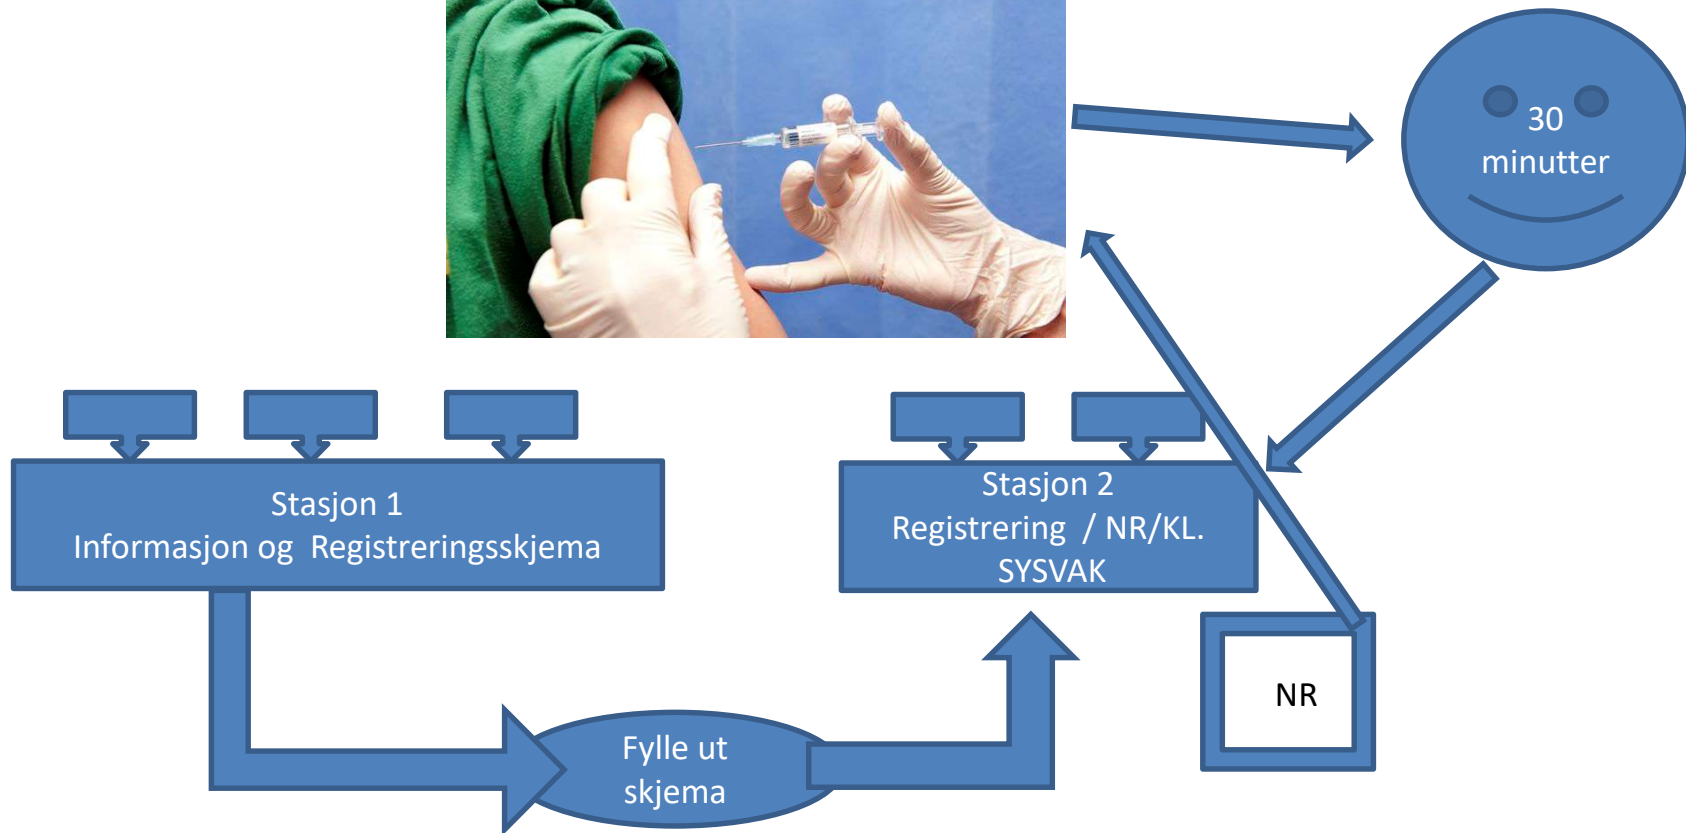 30
minutter
Stasjon 1
Informasjon og Registreringsskjema
Stasjon 2
Registrering / NR/KL.
SYSVAK
NR
Fylle ut
skjema